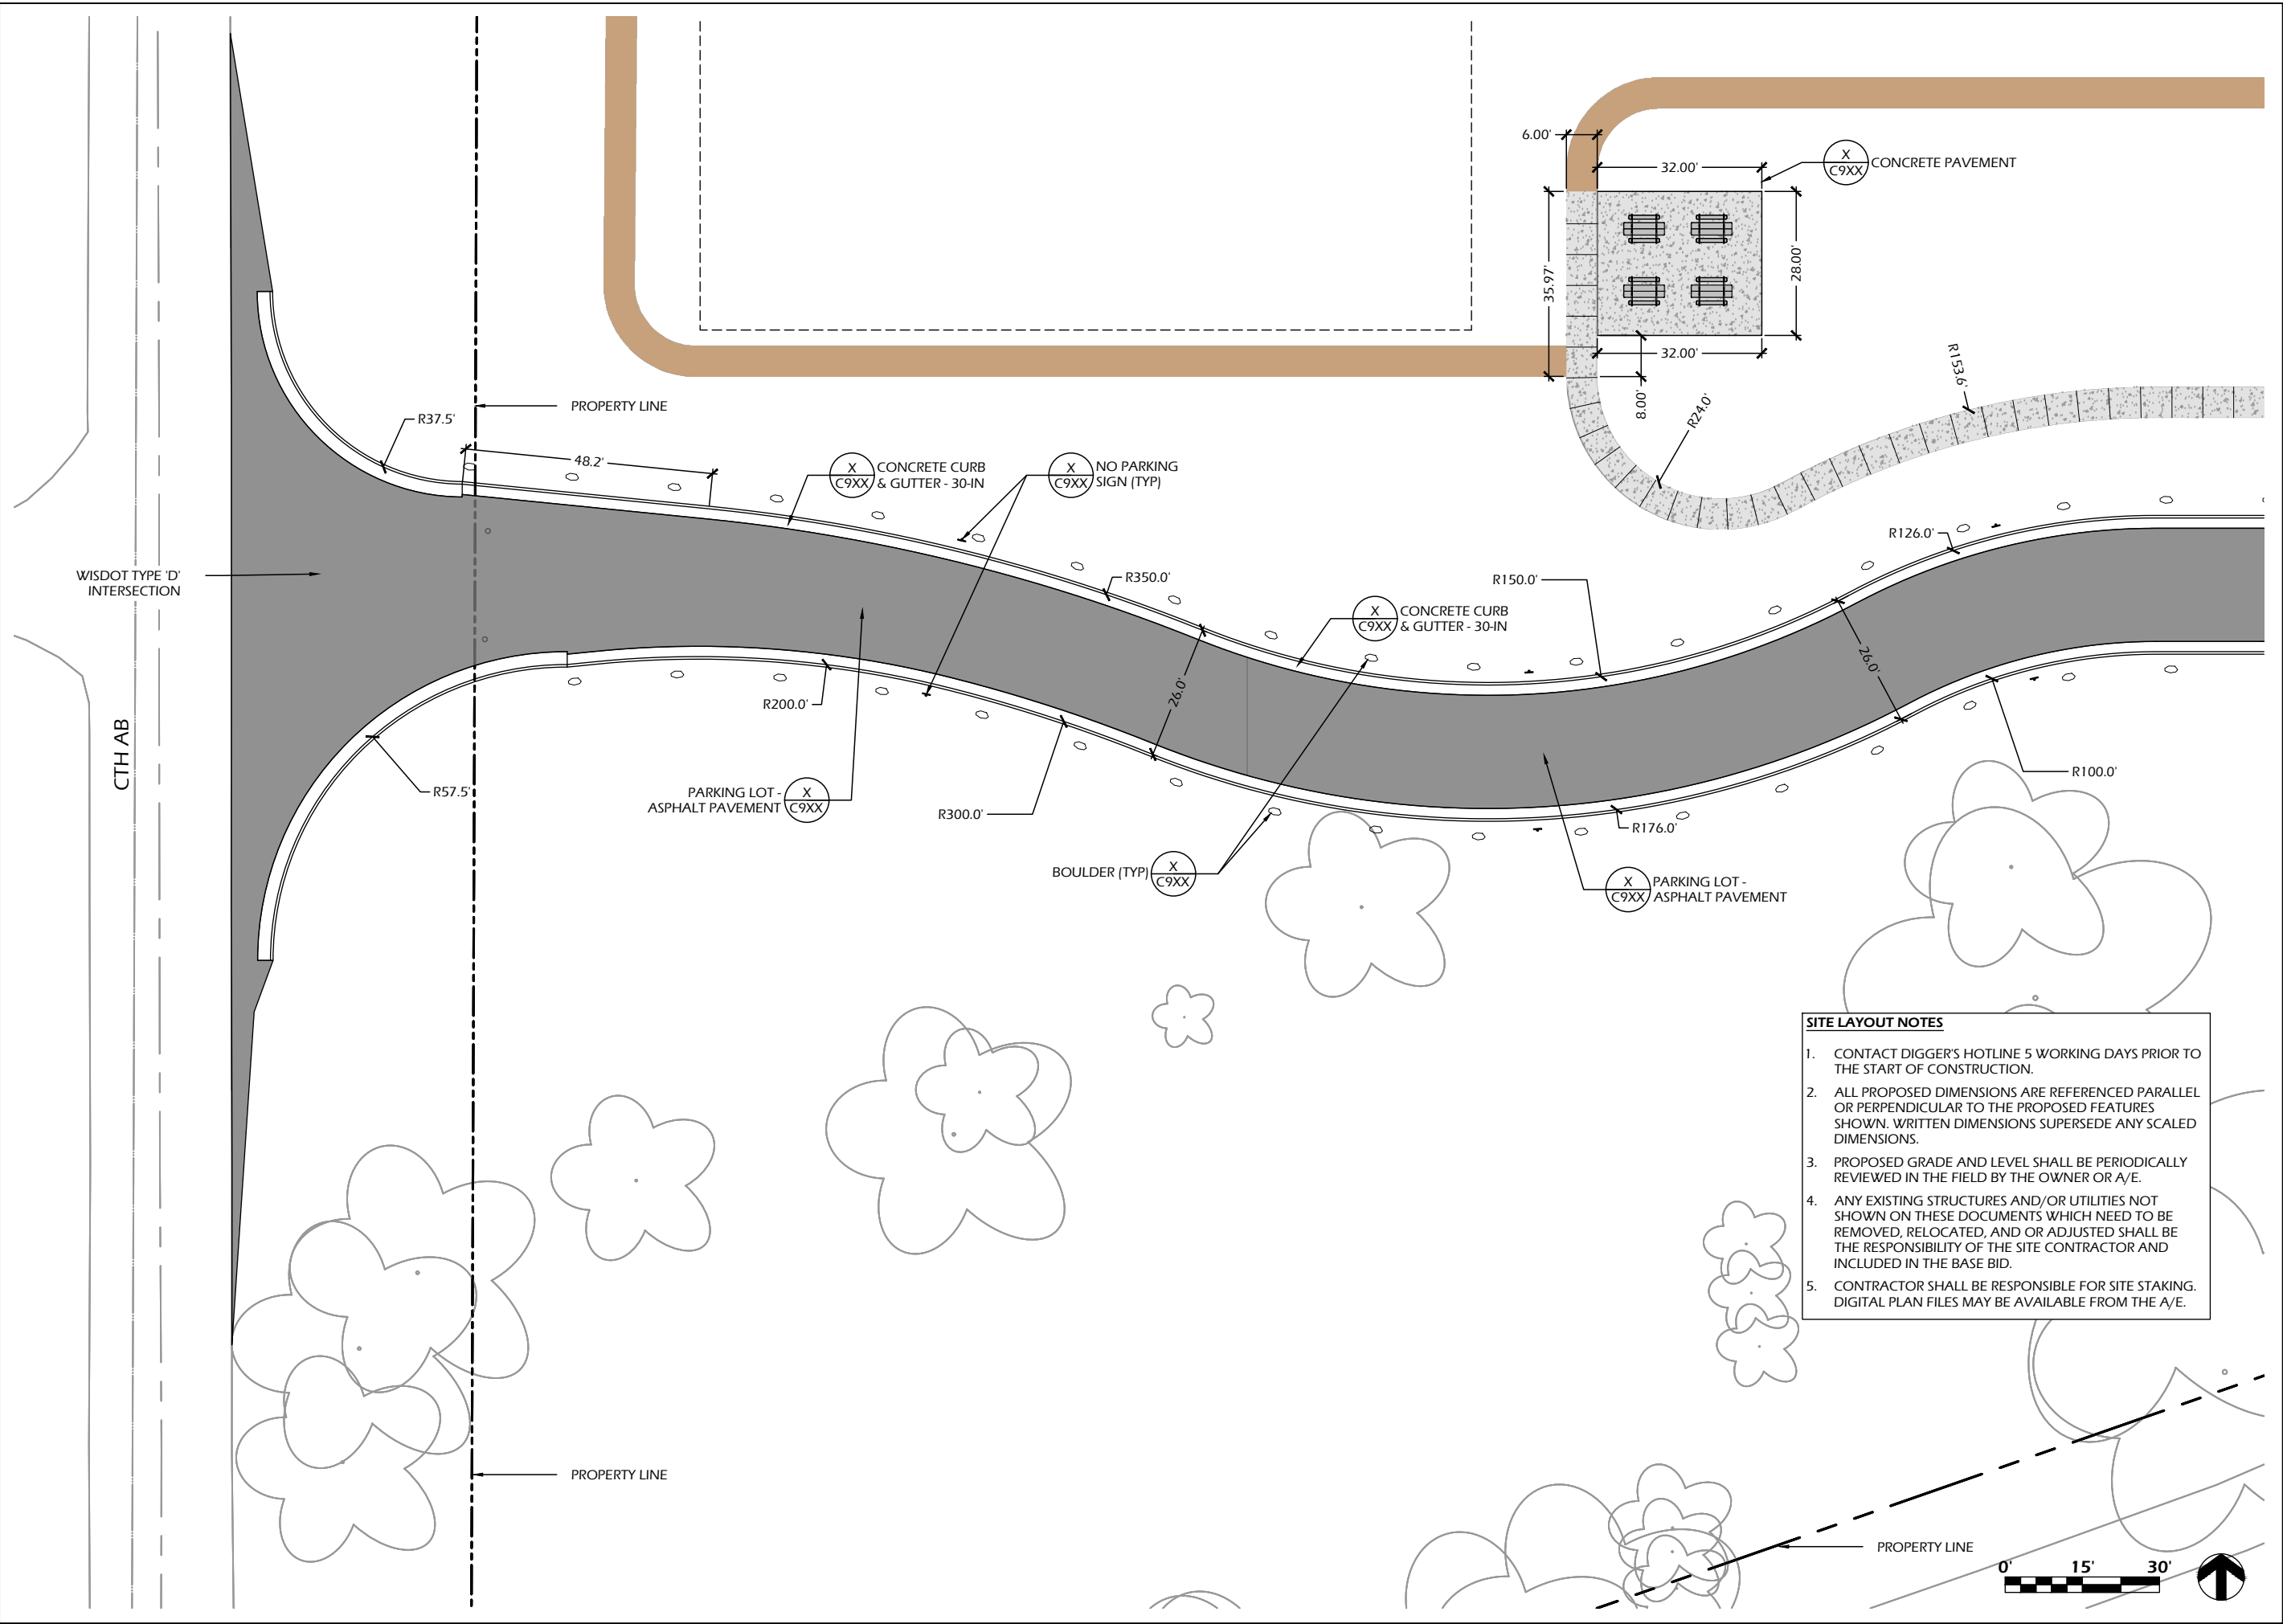 6.00'
32.00'
X
C9XX
CONCRETE PAVEMENT
35.97'
28.00'
32.00'
8.00'
R24.0'
R153.6'
PROPERTY LINE
R37.5'
48.2'
X
C9XX
CONCRETE CURB
& GUTTER - 30-IN
X
C9XX
NO PARKING
SIGN (TYP)
R126.0'
WISDOT TYPE 'D'
INTERSECTION
R350.0'
R150.0'
X
C9XX
CONCRETE CURB
& GUTTER - 30-IN
26.0'
26.0'
R200.0'
CTH AB
R57.5'
PARKING LOT -
ASPHALT PAVEMENT
X
C9XX
R300.0'
R176.0'
R100.0'
BOULDER (TYP)
X
C9XX
X
C9XX
PARKING LOT -
ASPHALT PAVEMENT
SITE LAYOUT NOTES
1. CONTACT DIGGER'S HOTLINE 5 WORKING DAYS PRIOR TO
THE START OF CONSTRUCTION.
2. ALL PROPOSED DIMENSIONS ARE REFERENCED PARALLEL
OR PERPENDICULAR TO THE PROPOSED FEATURES
SHOWN. WRITTEN DIMENSIONS SUPERSEDE ANY SCALED
DIMENSIONS.
3. PROPOSED GRADE AND LEVEL SHALL BE PERIODICALLY
REVIEWED IN THE FIELD BY THE OWNER OR A/E.
4. ANY EXISTING STRUCTURES AND/OR UTILITIES NOT
SHOWN ON THESE DOCUMENTS WHICH NEED TO BE
REMOVED, RELOCATED, AND OR ADJUSTED SHALL BE
THE RESPONSIBILITY OF THE SITE CONTRACTOR AND
INCLUDED IN THE BASE BID.
5. CONTRACTOR SHALL BE RESPONSIBLE FOR SITE STAKING.
DIGITAL PLAN FILES MAY BE AVAILABLE FROM THE A/E.
PROPERTY LINE
PROPERTY LINE
0' 15' 30'